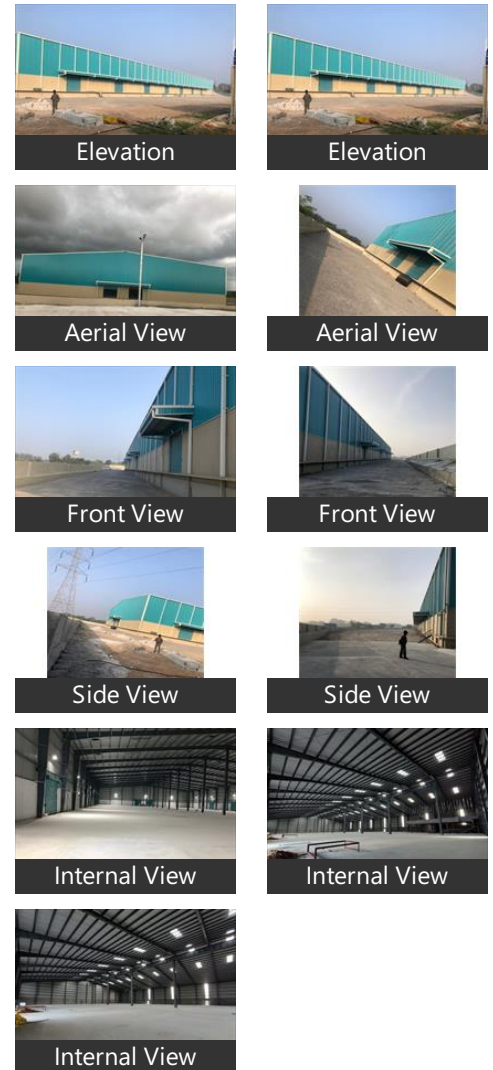 Elevation
Elevation
Aerial View
Aerial View
Front View
Front View
Side View
Side View
Internal View
Internal View
Internal View